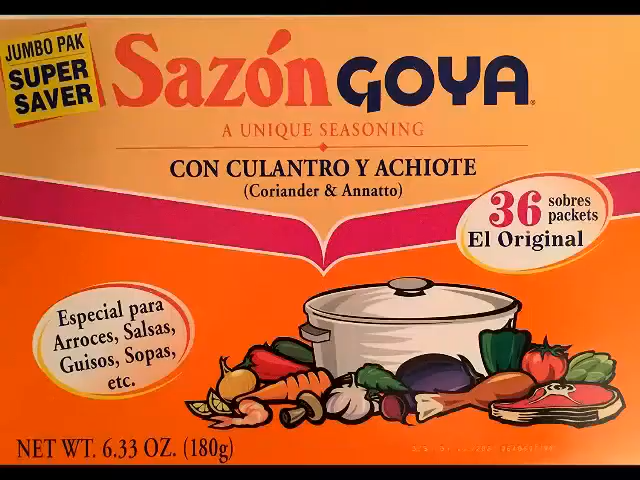 JUMBO PAK
SUPER
SAVER
Sazón GOYA
A UNIQUE SEASONING
CON CULANTRO Y ACHIOTE
(Coriander & Annatto)
36 sobres
packets
El Original
Especial para
Arroces, Salsas,
Guisos, Sopas,
etc.
NET WT. 6.33 OZ. (180g)